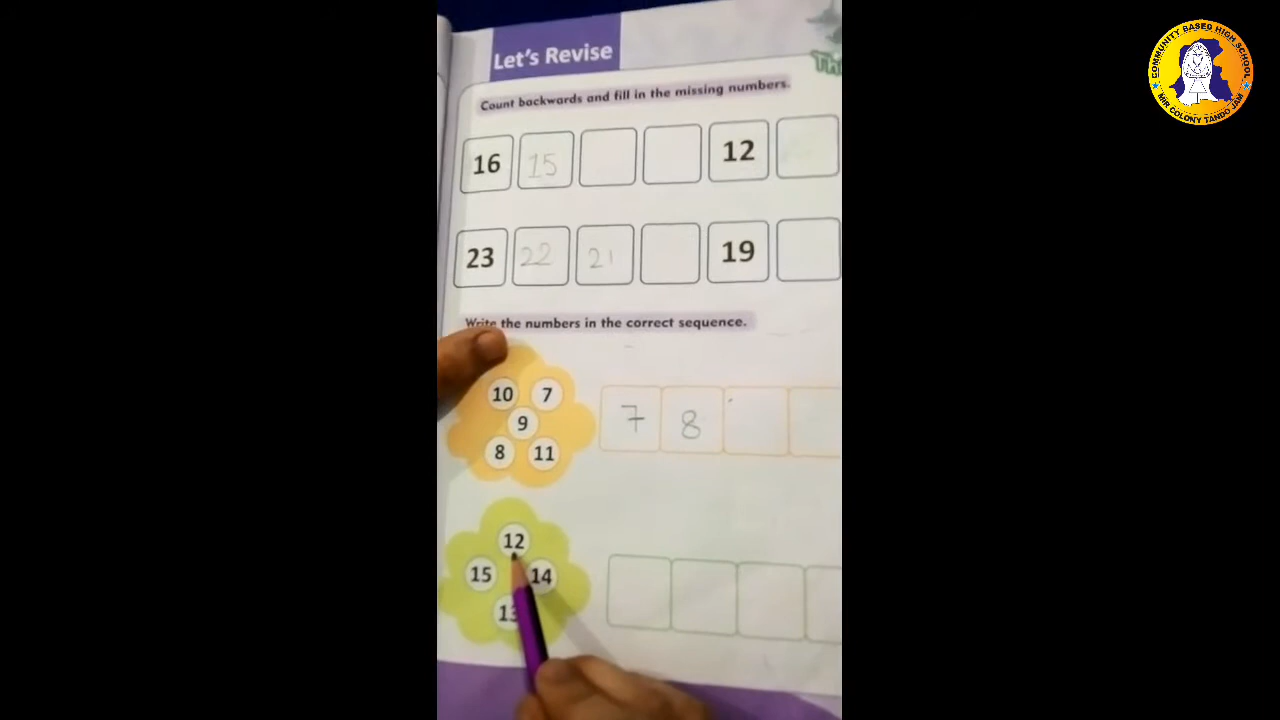 Let's Revise
Th
Count backwards and fill in the missing numbers.
16 15 12
23 22 21 19
Write the numbers in the correct sequence.
10 7
9
8 11
7 8
12
15 14
13
COMMUNITY BASED HIGH SCHOOL
MIR COLONY TANDO JAM